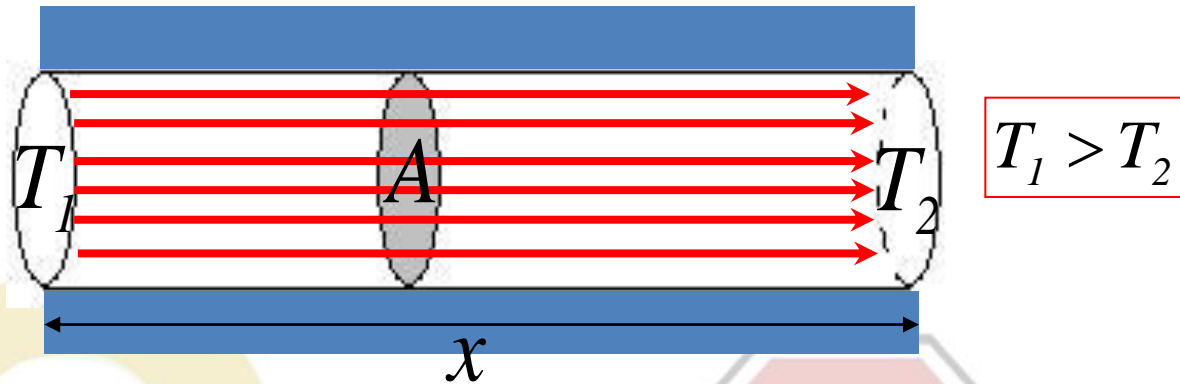 T₁ A T₂
T₁ > T₂
x